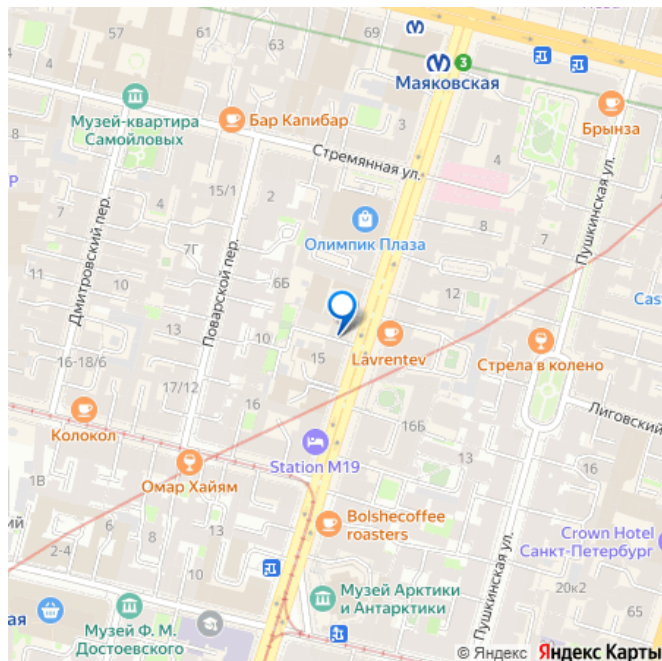 57
61
69
3
Маяковская
Музей-квартира
Самойловых
Бар Капибар
3
Брынза
Стремянная ул.
4
Р
7
15/1
2
8
Пушкинская ул.
Дмитровский пер.
Поварской пер.
Олимпик Плаза
7
7Г
11
10
6Б
12
Cas
13
10
Lavrentev
Стрела в колено
16-18/6
15
17/12
16
Лиговский
Колокол
16Б
Station M19
1В
Омар Хайям
10
Bolshecoffee
roasters
Crown Hotel
Санкт-Петербург
ский
2-4
6
13
Пушкинская ул.
20к2
Музей Арктики
и Антарктики
ая
Музей Ф. М.
Достоевского
65
© Яндекс Яндекс Карты